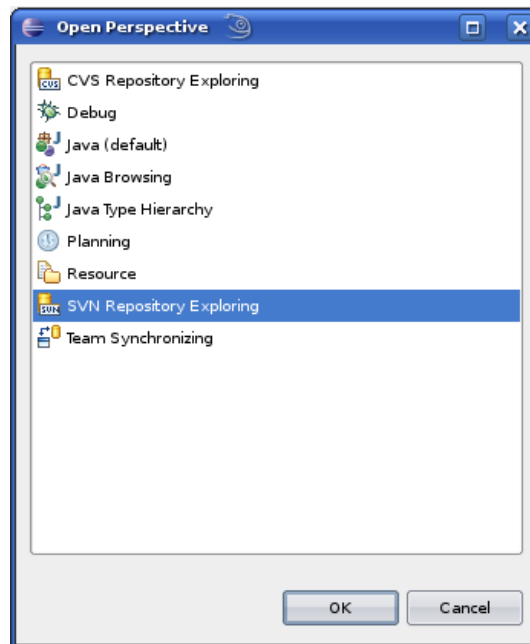 Open Perspective
CVS Repository Exploring
Debug
Java (default)
Java Browsing
Java Type Hierarchy
Planning
Resource
SVN Repository Exploring
Team Synchronizing
OK
Cancel